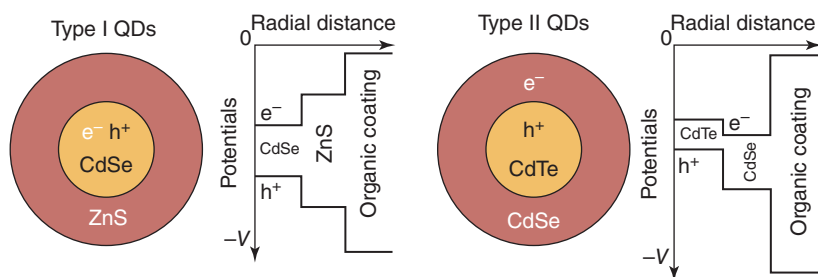 Type I QDs
e⁻ h⁺
CdSe
ZnS
0
Radial distance
Potentials
e⁻
CdSe
h⁺
ZnS
Organic coating
–V
Type II QDs
e⁻
h⁺
CdTe
CdSe
0
Radial distance
Potentials
CdTe
e⁻
h⁺
CdSe
Organic coating
–V